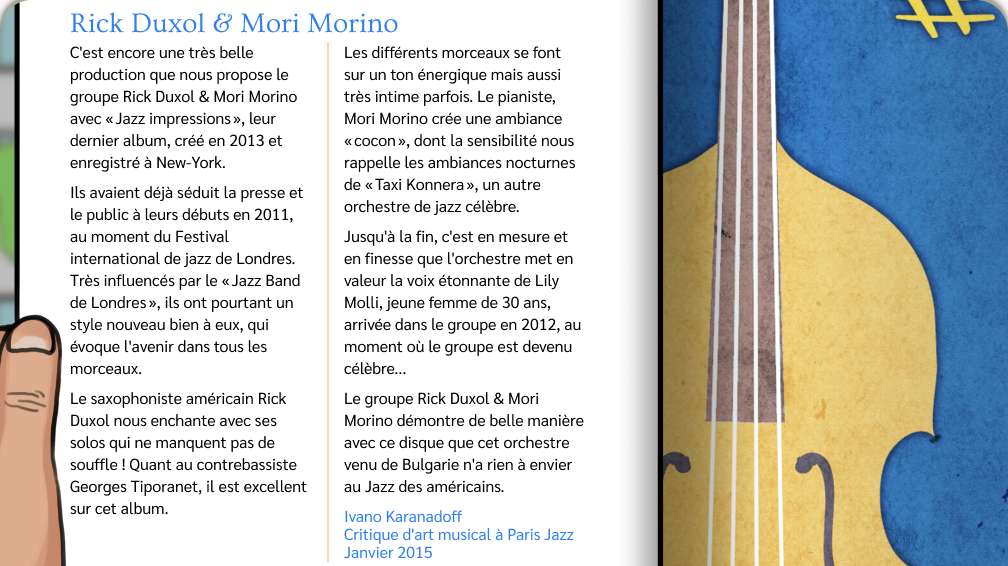 Rick Duxol & Mori Morino
C'est encore une très belle
production que nous propose le
groupe Rick Duxol & Mori Morino
avec « Jazz impressions », leur
dernier album, créé en 2013 et
enregistré à New-York.
Ils avaient déjà séduit la presse et
le public à leurs débuts en 2011,
au moment du Festival
international de jazz de Londres.
Très influencés par le « Jazz Band
de Londres », ils ont pourtant un
style nouveau bien à eux, qui
évoque l'avenir dans tous les
morceaux.
Le saxophoniste américain Rick
Duxol nous enchante avec ses
solos qui ne manquent pas de
souffle ! Quant au contrebassiste
Georges Tiporanet, il est excellent
sur cet album.
Les différents morceaux se font
sur un ton énergique mais aussi
très intime parfois. Le pianiste,
Mori Morino crée une ambiance
« cocon », dont la sensibilité nous
rappelle les ambiances nocturnes
de « Taxi Konnera », un autre
orchestre de jazz célèbre.
Jusqu'à la fin, c'est en mesure et
en finesse que l'orchestre met en
valeur la voix étonnante de Lily
Molli, jeune femme de 30 ans,
arrivée dans le groupe en 2012, au
moment où le groupe est devenu
célèbre...
Le groupe Rick Duxol & Mori
Morino démontre de belle manière
avec ce disque que cet orchestre
venu de Bulgarie n'a rien à envier
au Jazz des américains.
Ivano Karanadoff
Critique d'art musical à Paris Jazz
Janvier 2015